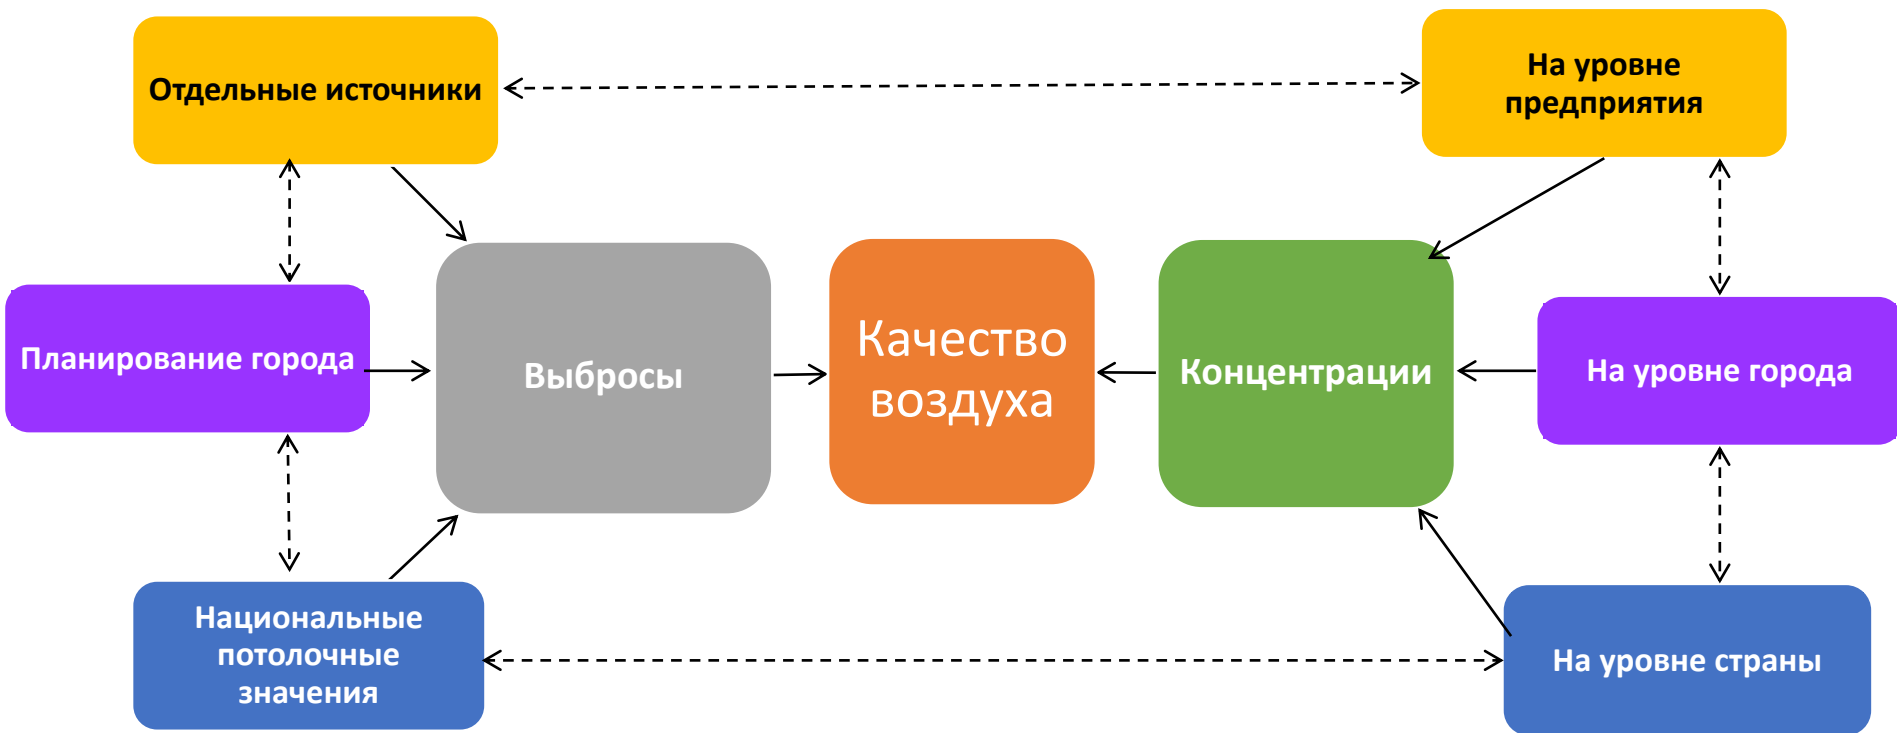 Отдельные источники
На уровне
предприятия
Планирование города
Выбросы
Качество
воздуха
Концентрации
На уровне города
Национальные
потолочные
значения
На уровне страны